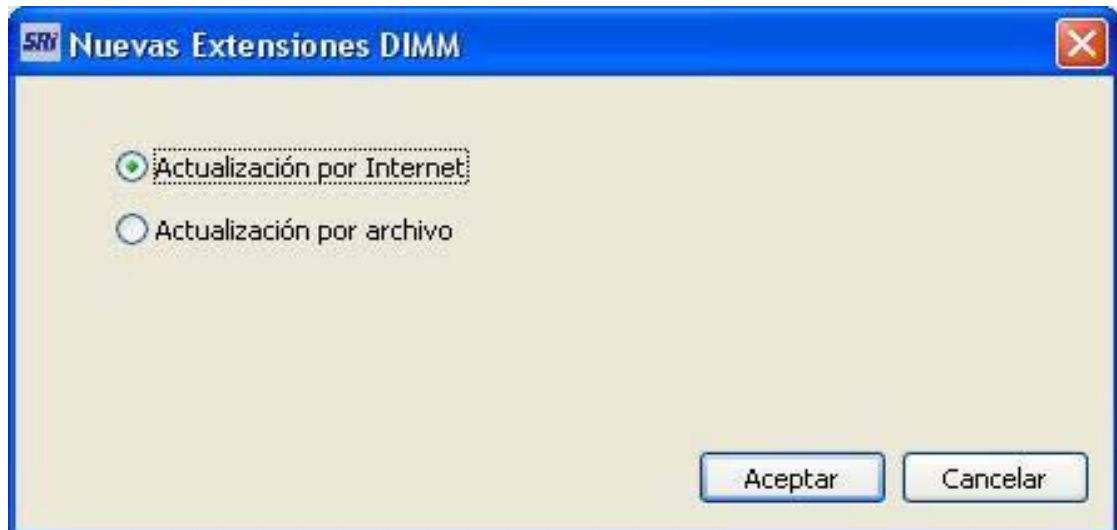 SRi Nuevas Extensiones DIMM
Actualización por Internet
Actualización por archivo
Aceptar Cancelar